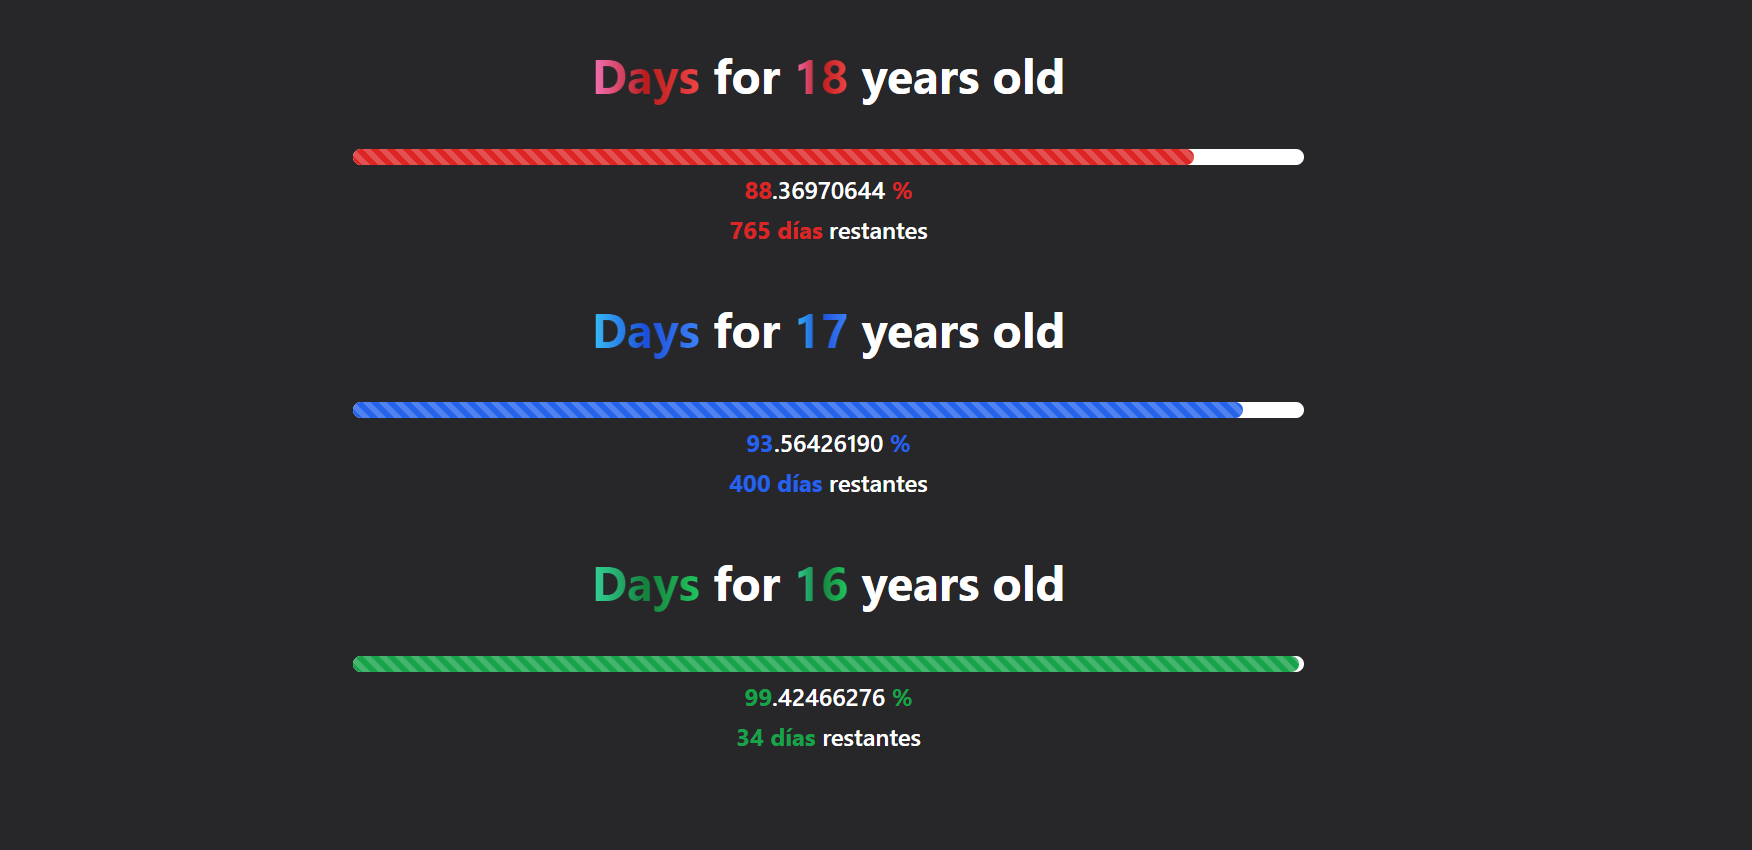 Days for 18 years old
88.36970644 %
765 días restantes
Days for 17 years old
93.56426190 %
400 días restantes
Days for 16 years old
99.42466276 %
34 días restantes